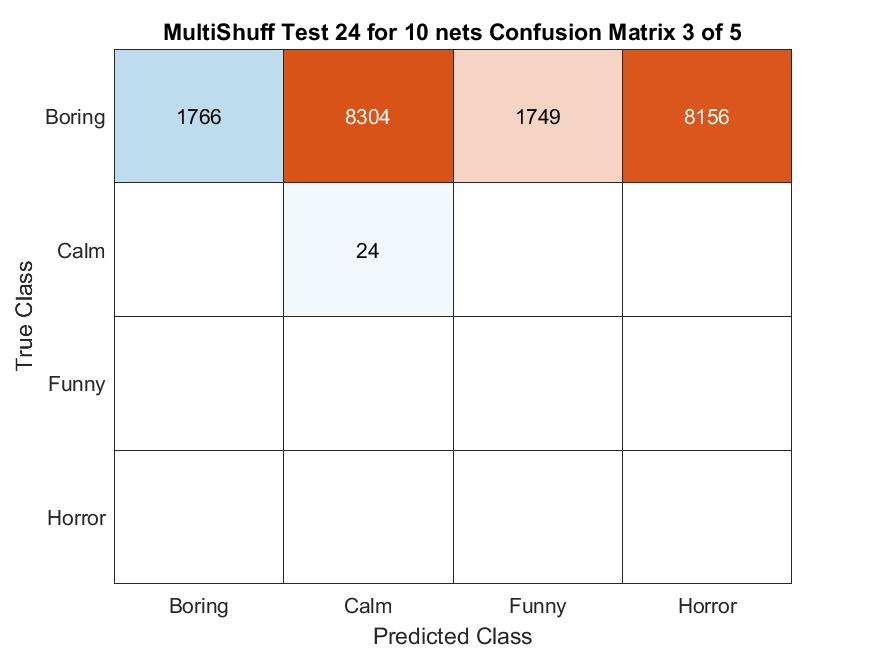 MultiShuff Test 24 for 10 nets Confusion Matrix 3 of 5
Boring 1766 8304 1749 8156
Calm 24
Funny
Horror
True Class
Boring Calm Funny Horror
Predicted Class